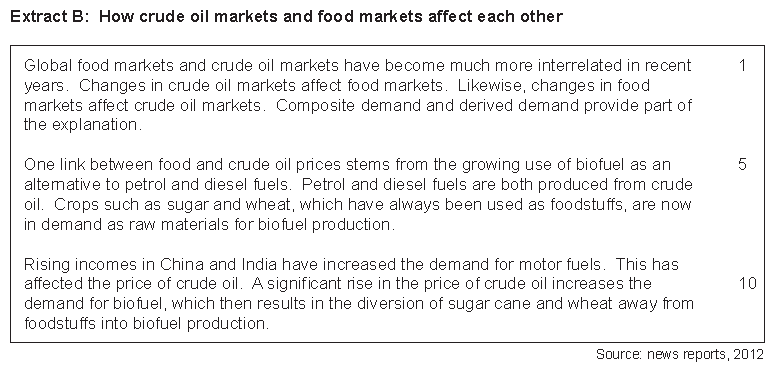 Extract B: How crude oil markets and food markets affect each other
Global food markets and crude oil markets have become much more interrelated in recent 1
years. Changes in crude oil markets affect food markets. Likewise, changes in food
markets affect crude oil markets. Composite demand and derived demand provide part of
the explanation.
One link between food and crude oil prices stems from the growing use of biofuel as an 5
alternative to petrol and diesel fuels. Petrol and diesel fuels are both produced from crude
oil. Crops such as sugar and wheat, which have always been used as foodstuffs, are now
in demand as raw materials for biofuel production.
Rising incomes in China and India have increased the demand for motor fuels. This has
affected the price of crude oil. A significant rise in the price of crude oil increases the 10
demand for biofuel, which then results in the diversion of sugar cane and wheat away from
foodstuffs into biofuel production.
Source: news reports, 2012